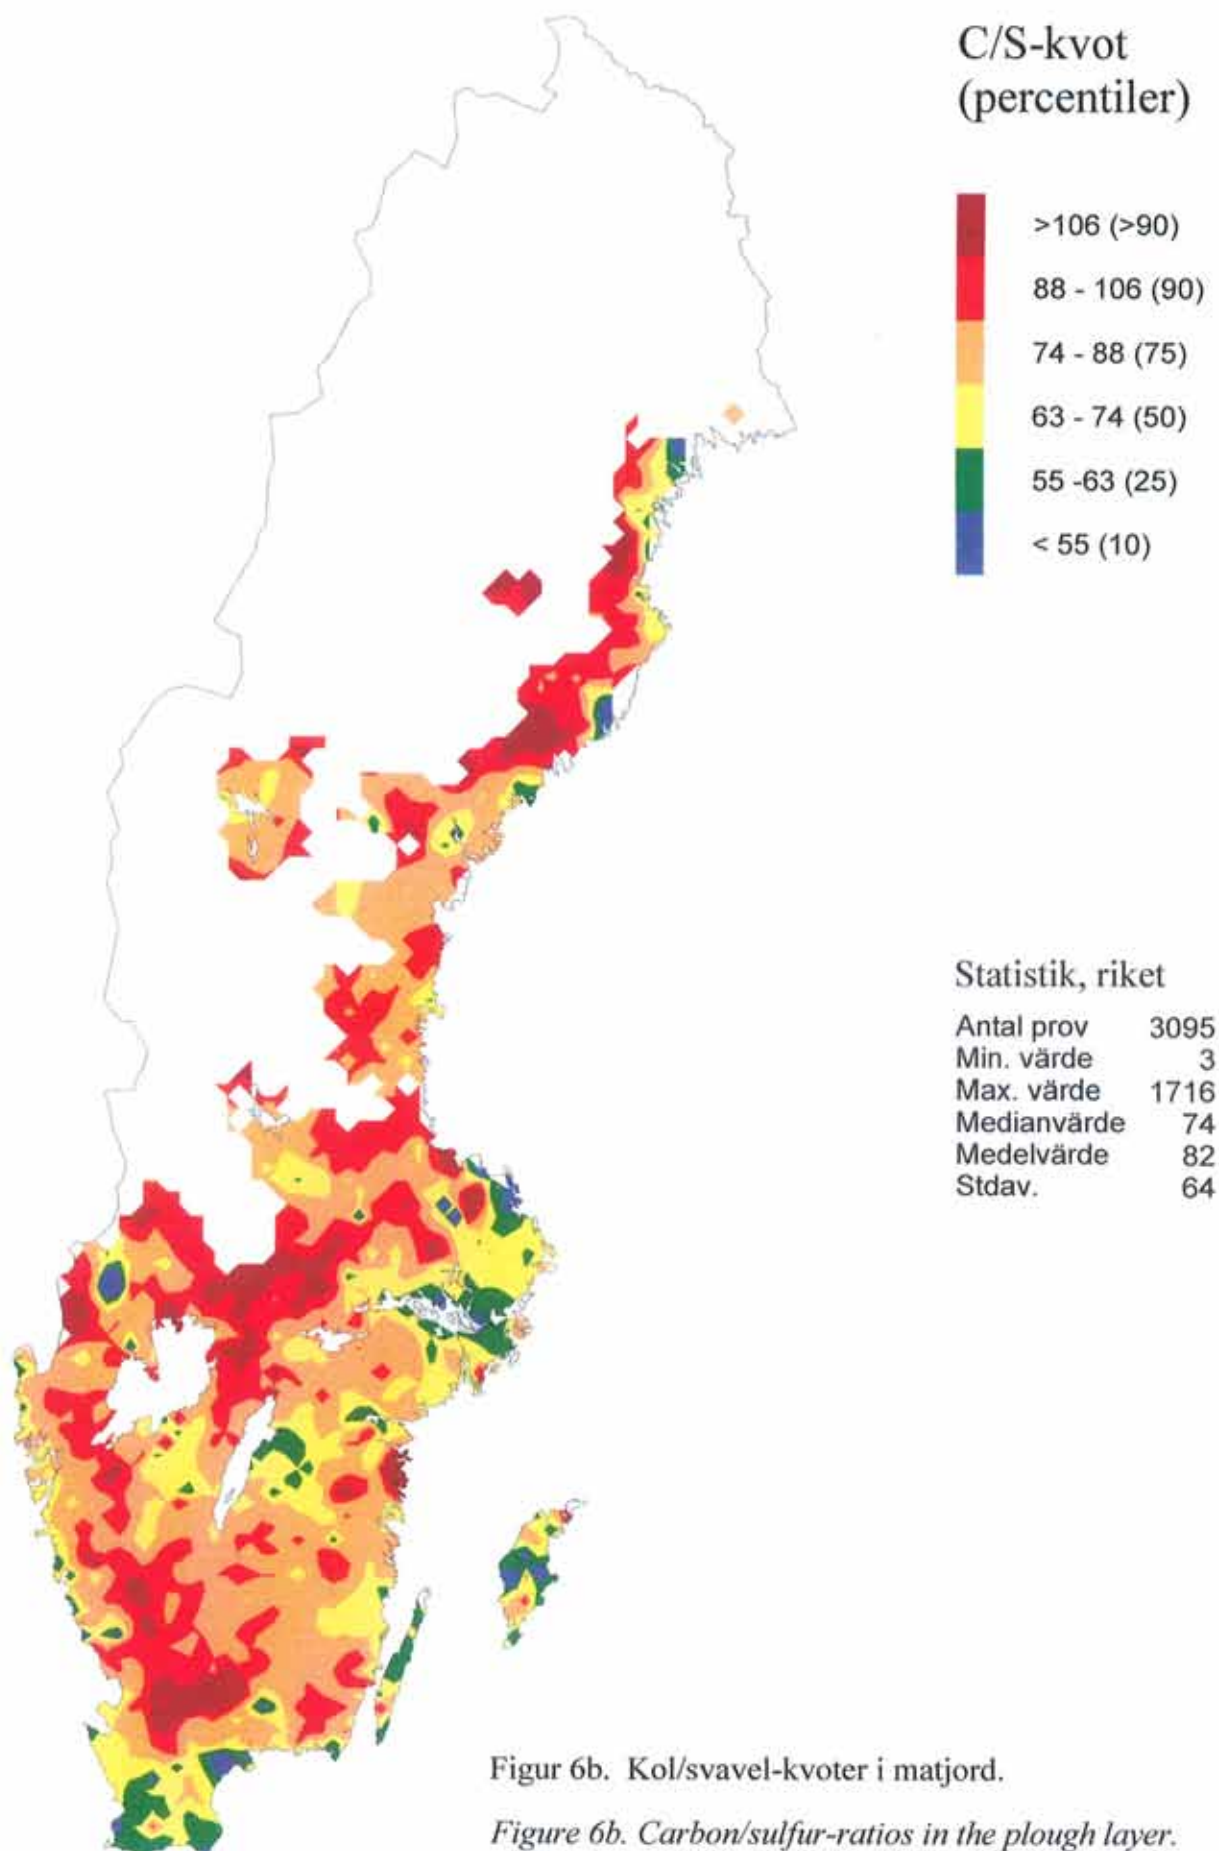 C/S-kvot
(percentiler)
>106 (>90)
88 - 106 (90)
74 - 88 (75)
63 - 74 (50)
55 -63 (25)
< 55 (10)
Statistik, riket
Antal prov 3095
Min. värde 3
Max. värde 1716
Medianvärde 74
Medelvärde 82
Stdav. 64
Figur 6b. Kol/svavel-kvoter i matjord.
Figure 6b. Carbon/sulfur-ratios in the plough layer.